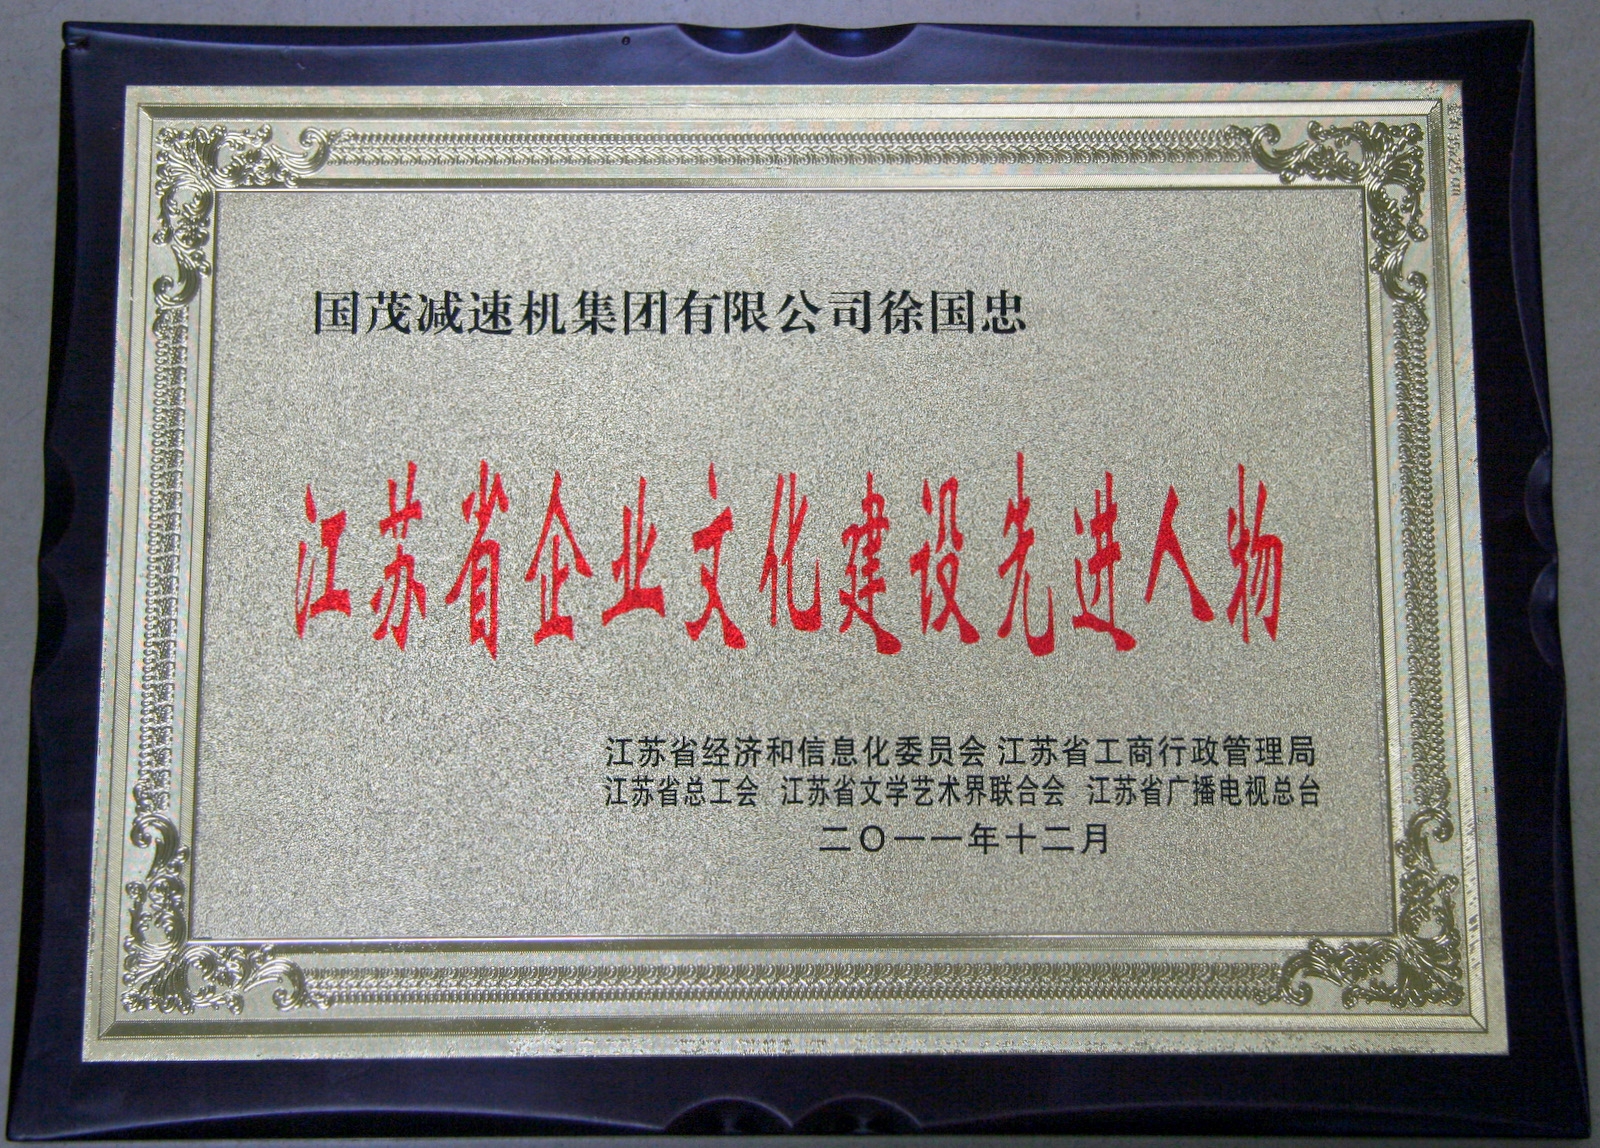 国茂减速机集团有限公司徐国忠
江苏省企业文化建设先进人物
江苏省经济和信息化委员会 江苏省工商行政管理局
江苏省总工会 江苏省文学艺术界联合会 江苏省广播电视总台
二〇一一年十二月